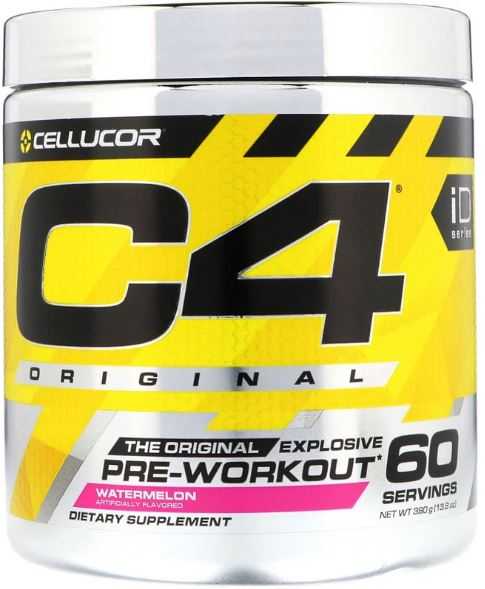 CELLUCOR®
C4®
iD
series
ORIGINAL
THE ORIGINAL EXPLOSIVE
PRE-WORKOUT*
60
SERVINGS
WATERMELON
ARTIFICIALLY FLAVORED
NET WT 390g (13.8 oz)
DIETARY SUPPLEMENT